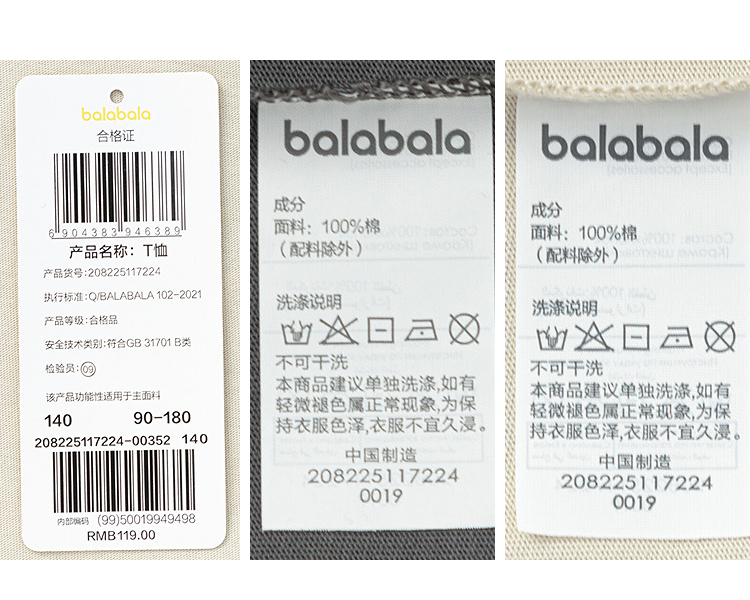 balabala
合格证
6 904383 946389
产品名称：T恤
产品货号：208225117224
执行标准：Q/BALABALA 102-2021
产品等级：合格品
安全技术类别：符合GB 31701 B类
检验员：09
该产品功能性适用于主面料
140 90-180
208225117224-00352 140
内部编码 (99)50019949498
RMB119.00
balabala
成分
面料：100%棉
（配料除外）
洗涤说明
不可干洗
本商品建议单独洗涤,如有
轻微褪色属正常现象,为保
持衣服色泽,衣服不宜久浸。
中国制造
208225117224
0019
balabala
成分
面料：100%棉
（配料除外）
洗涤说明
不可干洗
本商品建议单独洗涤,如有
轻微褪色属正常现象,为保
持衣服色泽,衣服不宜久浸。
中国制造
208225117224
0019